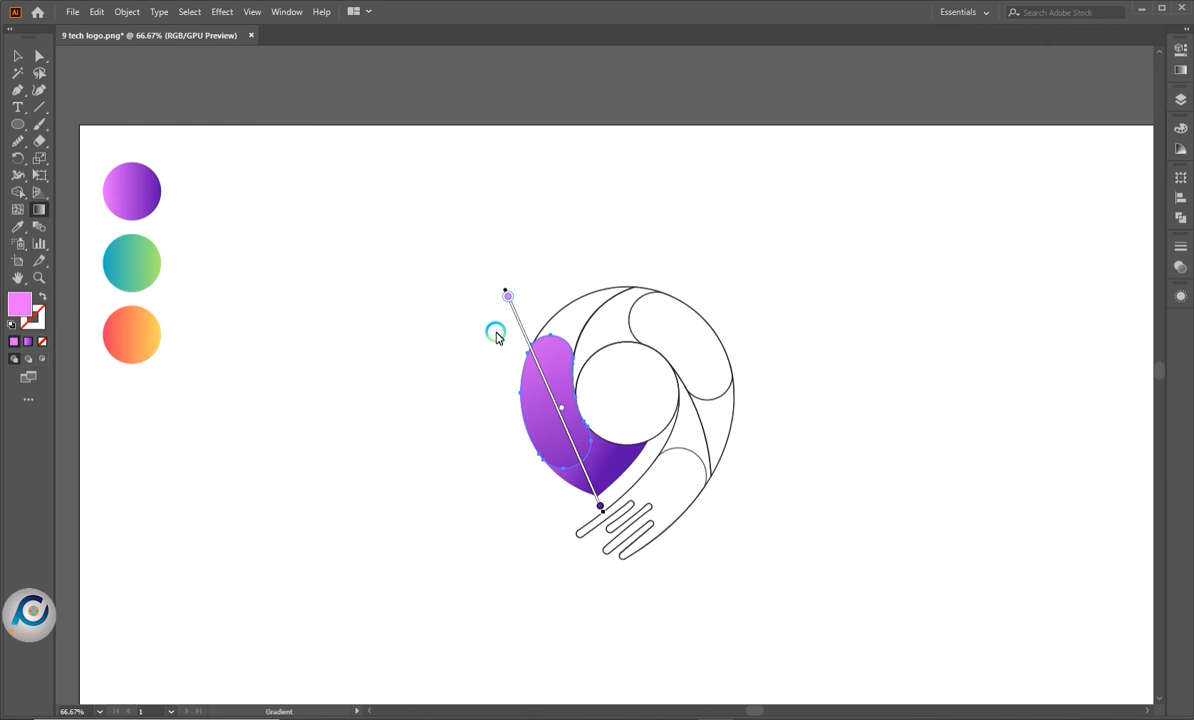 Ai File Edit Object Type Select Effect View Window Help Essentials Search Adobe Stock
9 tech logo.png* @ 66.67% (RGB/GPU Preview)
66.67% 1 Gradient